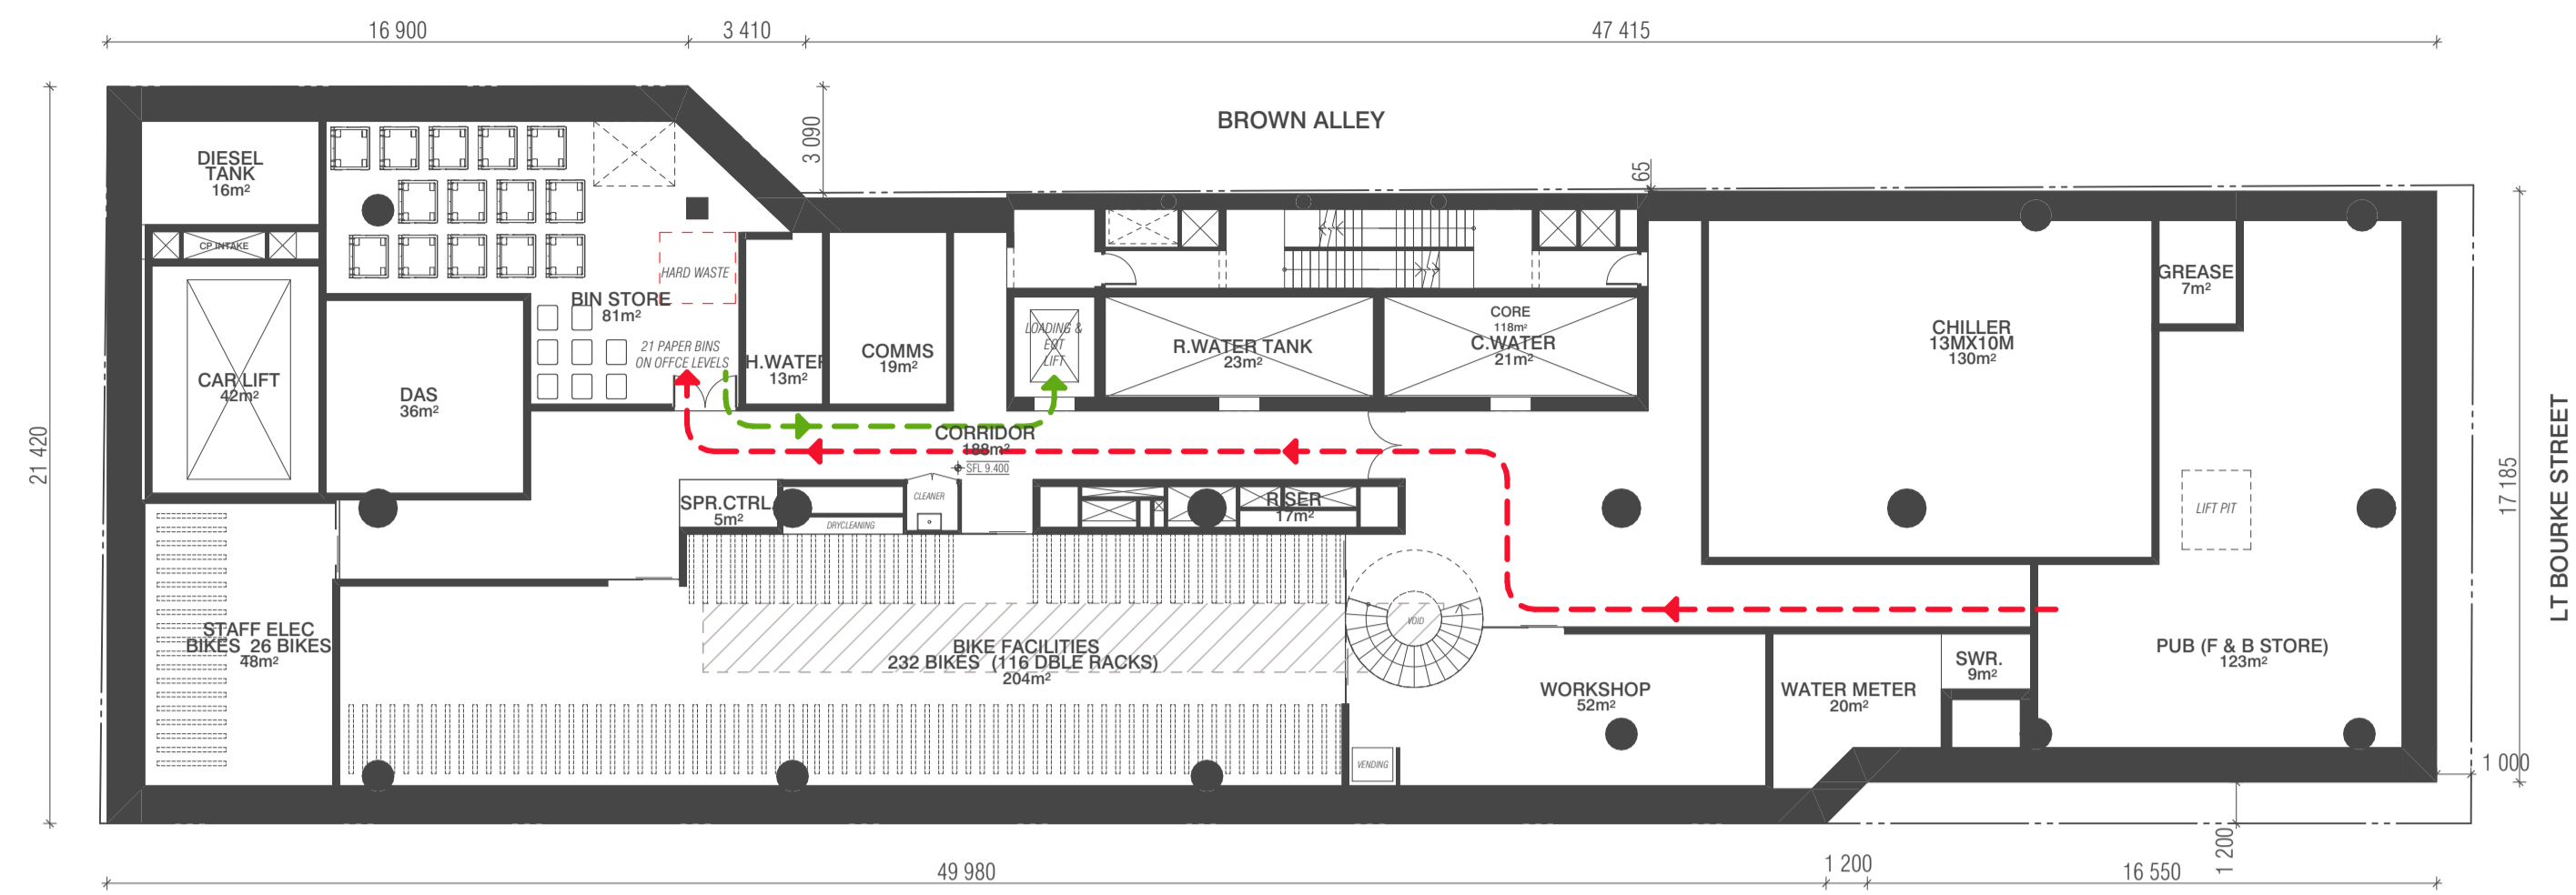 16 900
3 410
47 415
BROWN ALLEY
3 090
65
DIESEL
TANK
16m²
CP INTAKE
HARD WASTE
GREASE
7m²
BIN STORE
81m²
21 PAPER BINS
ON OFFCE LEVELS
H.WATER
13m²
COMMS
19m²
LOADING &
EOT
LIFT
R.WATER TANK
23m²
CORE
118m²
C.WATER
21m²
CHILLER
13MX10M
130m²
CAR LIFT
42m²
DAS
36m²
21 420
CORRIDOR
188m²
SFL 9.400
SPR.CTRL
5m²
CLEANER
DRYCLEANING
RISER
17m²
LIFT PIT
17 185
LT BOURKE STREET
STAFF ELEC
BIKES 26 BIKES
48m²
BIKE FACILITIES
232 BIKES (116 DBLE RACKS)
204m²
VOID
PUB (F & B STORE)
123m²
WORKSHOP
52m²
WATER METER
20m²
SWR.
9m²
VENDING
1 000
1 200
49 980
1 200
16 550